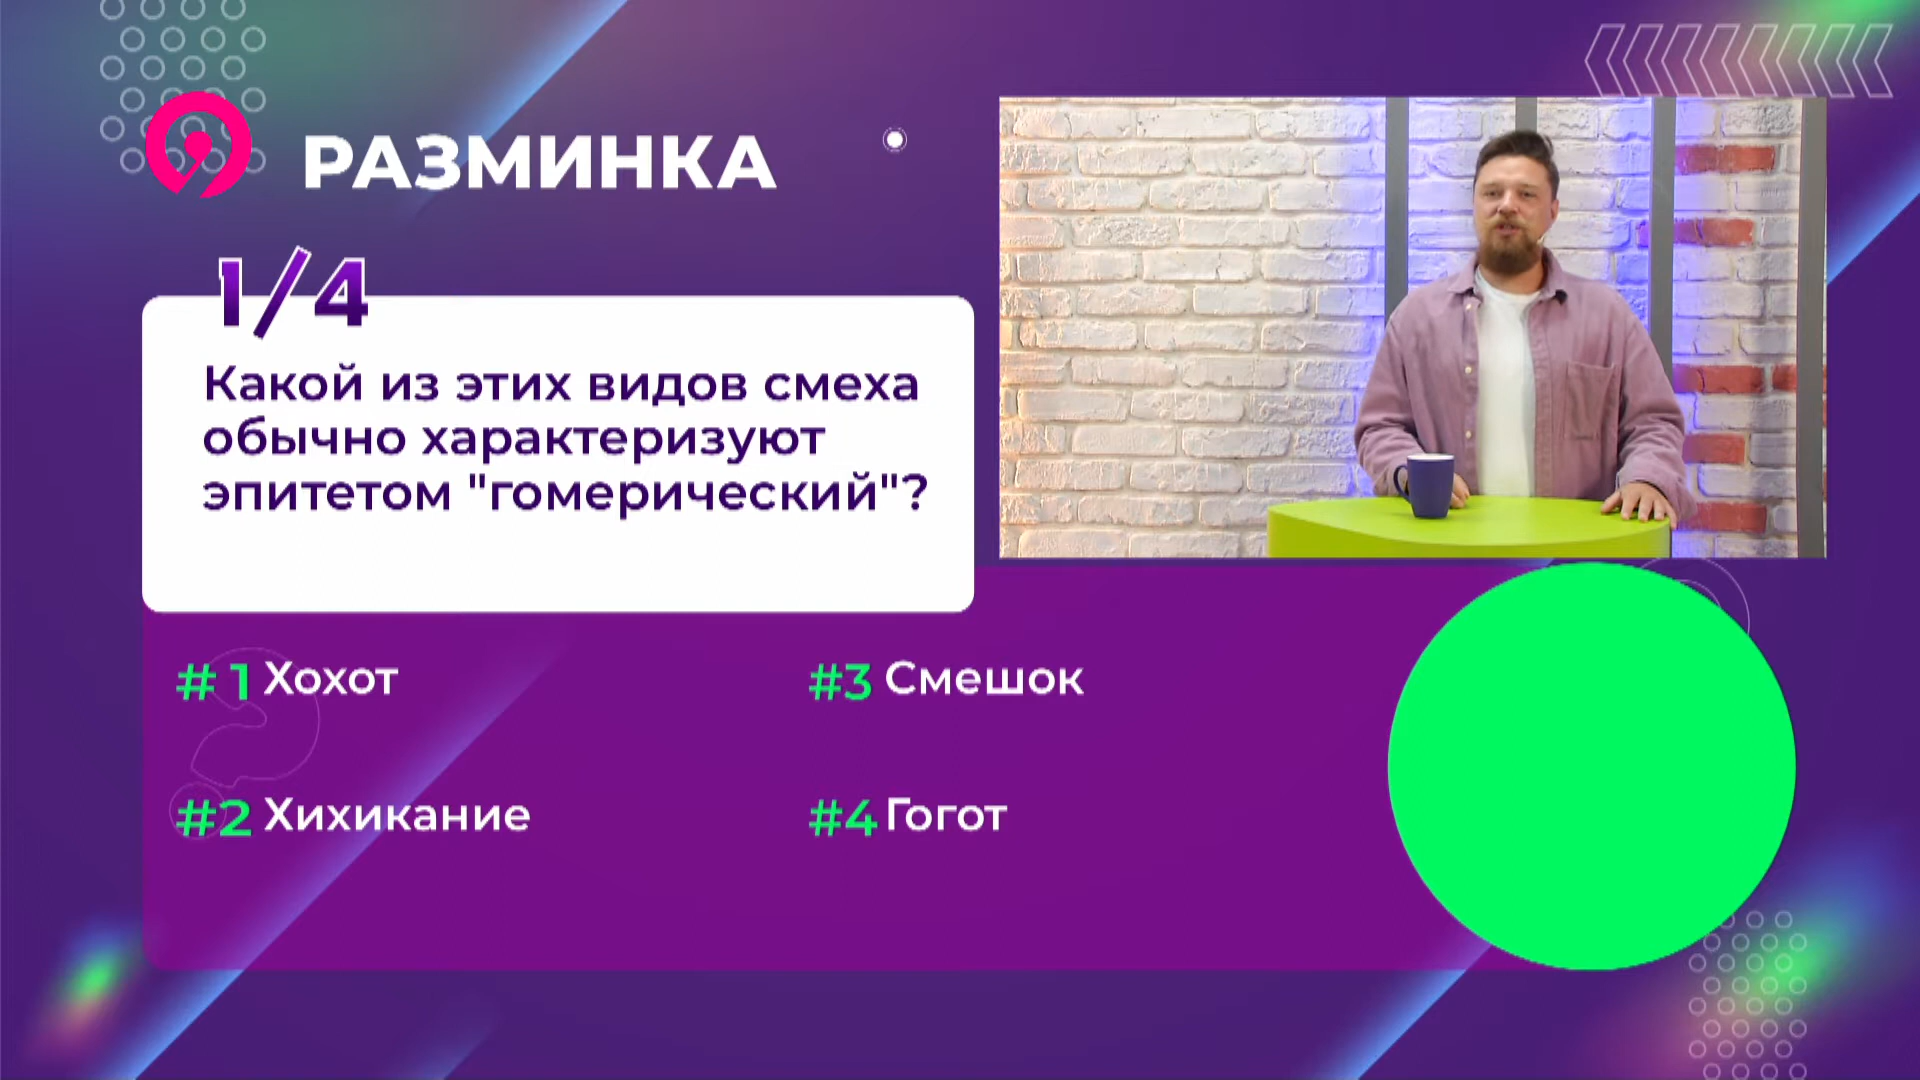 РАЗМИНКА
1/4
Какой из этих видов смеха
обычно характеризуют
эпитетом "гомерический"?
#1 Хохот
#3 Смешок
#2 Хихикание
#4 Гогот